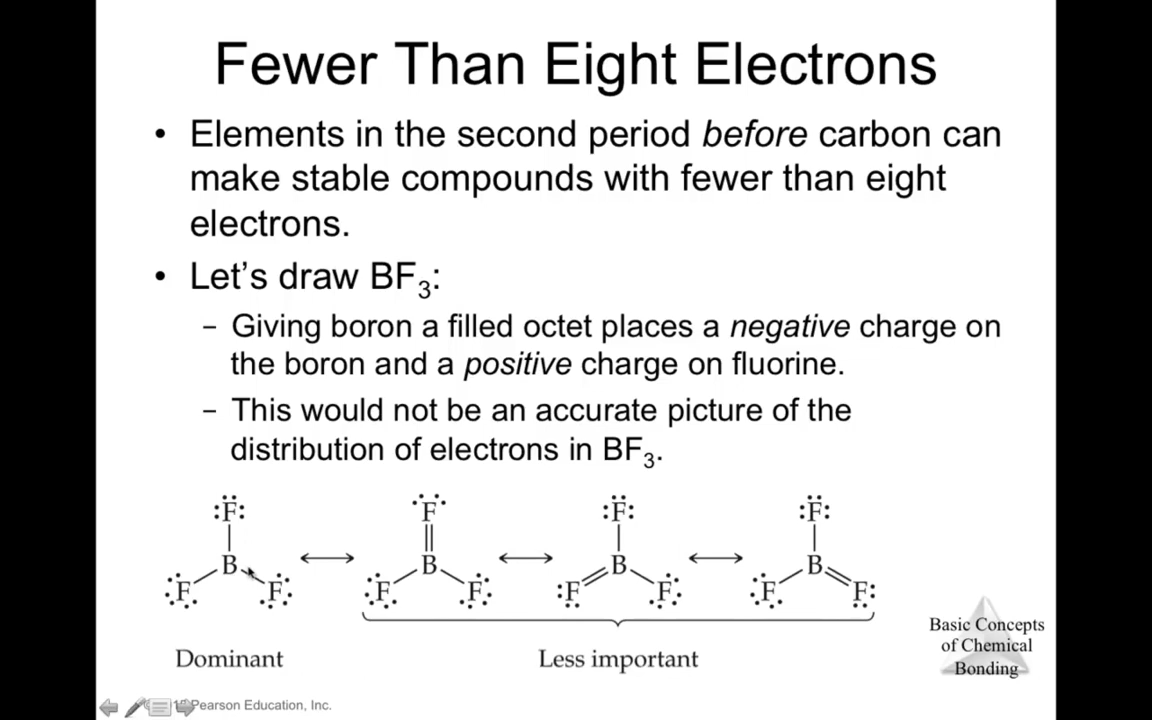 Fewer Than Eight Electrons
• Elements in the second period before carbon can
make stable compounds with fewer than eight
electrons.
• Let’s draw BF₃:
– Giving boron a filled octet places a negative charge on
the boron and a positive charge on fluorine.
– This would not be an accurate picture of the
distribution of electrons in BF₃.
F F F F
B B B B
F F F F F F F F
Dominant
Less important
Basic Concepts
of Chemical
Bonding
Pearson Education, Inc.